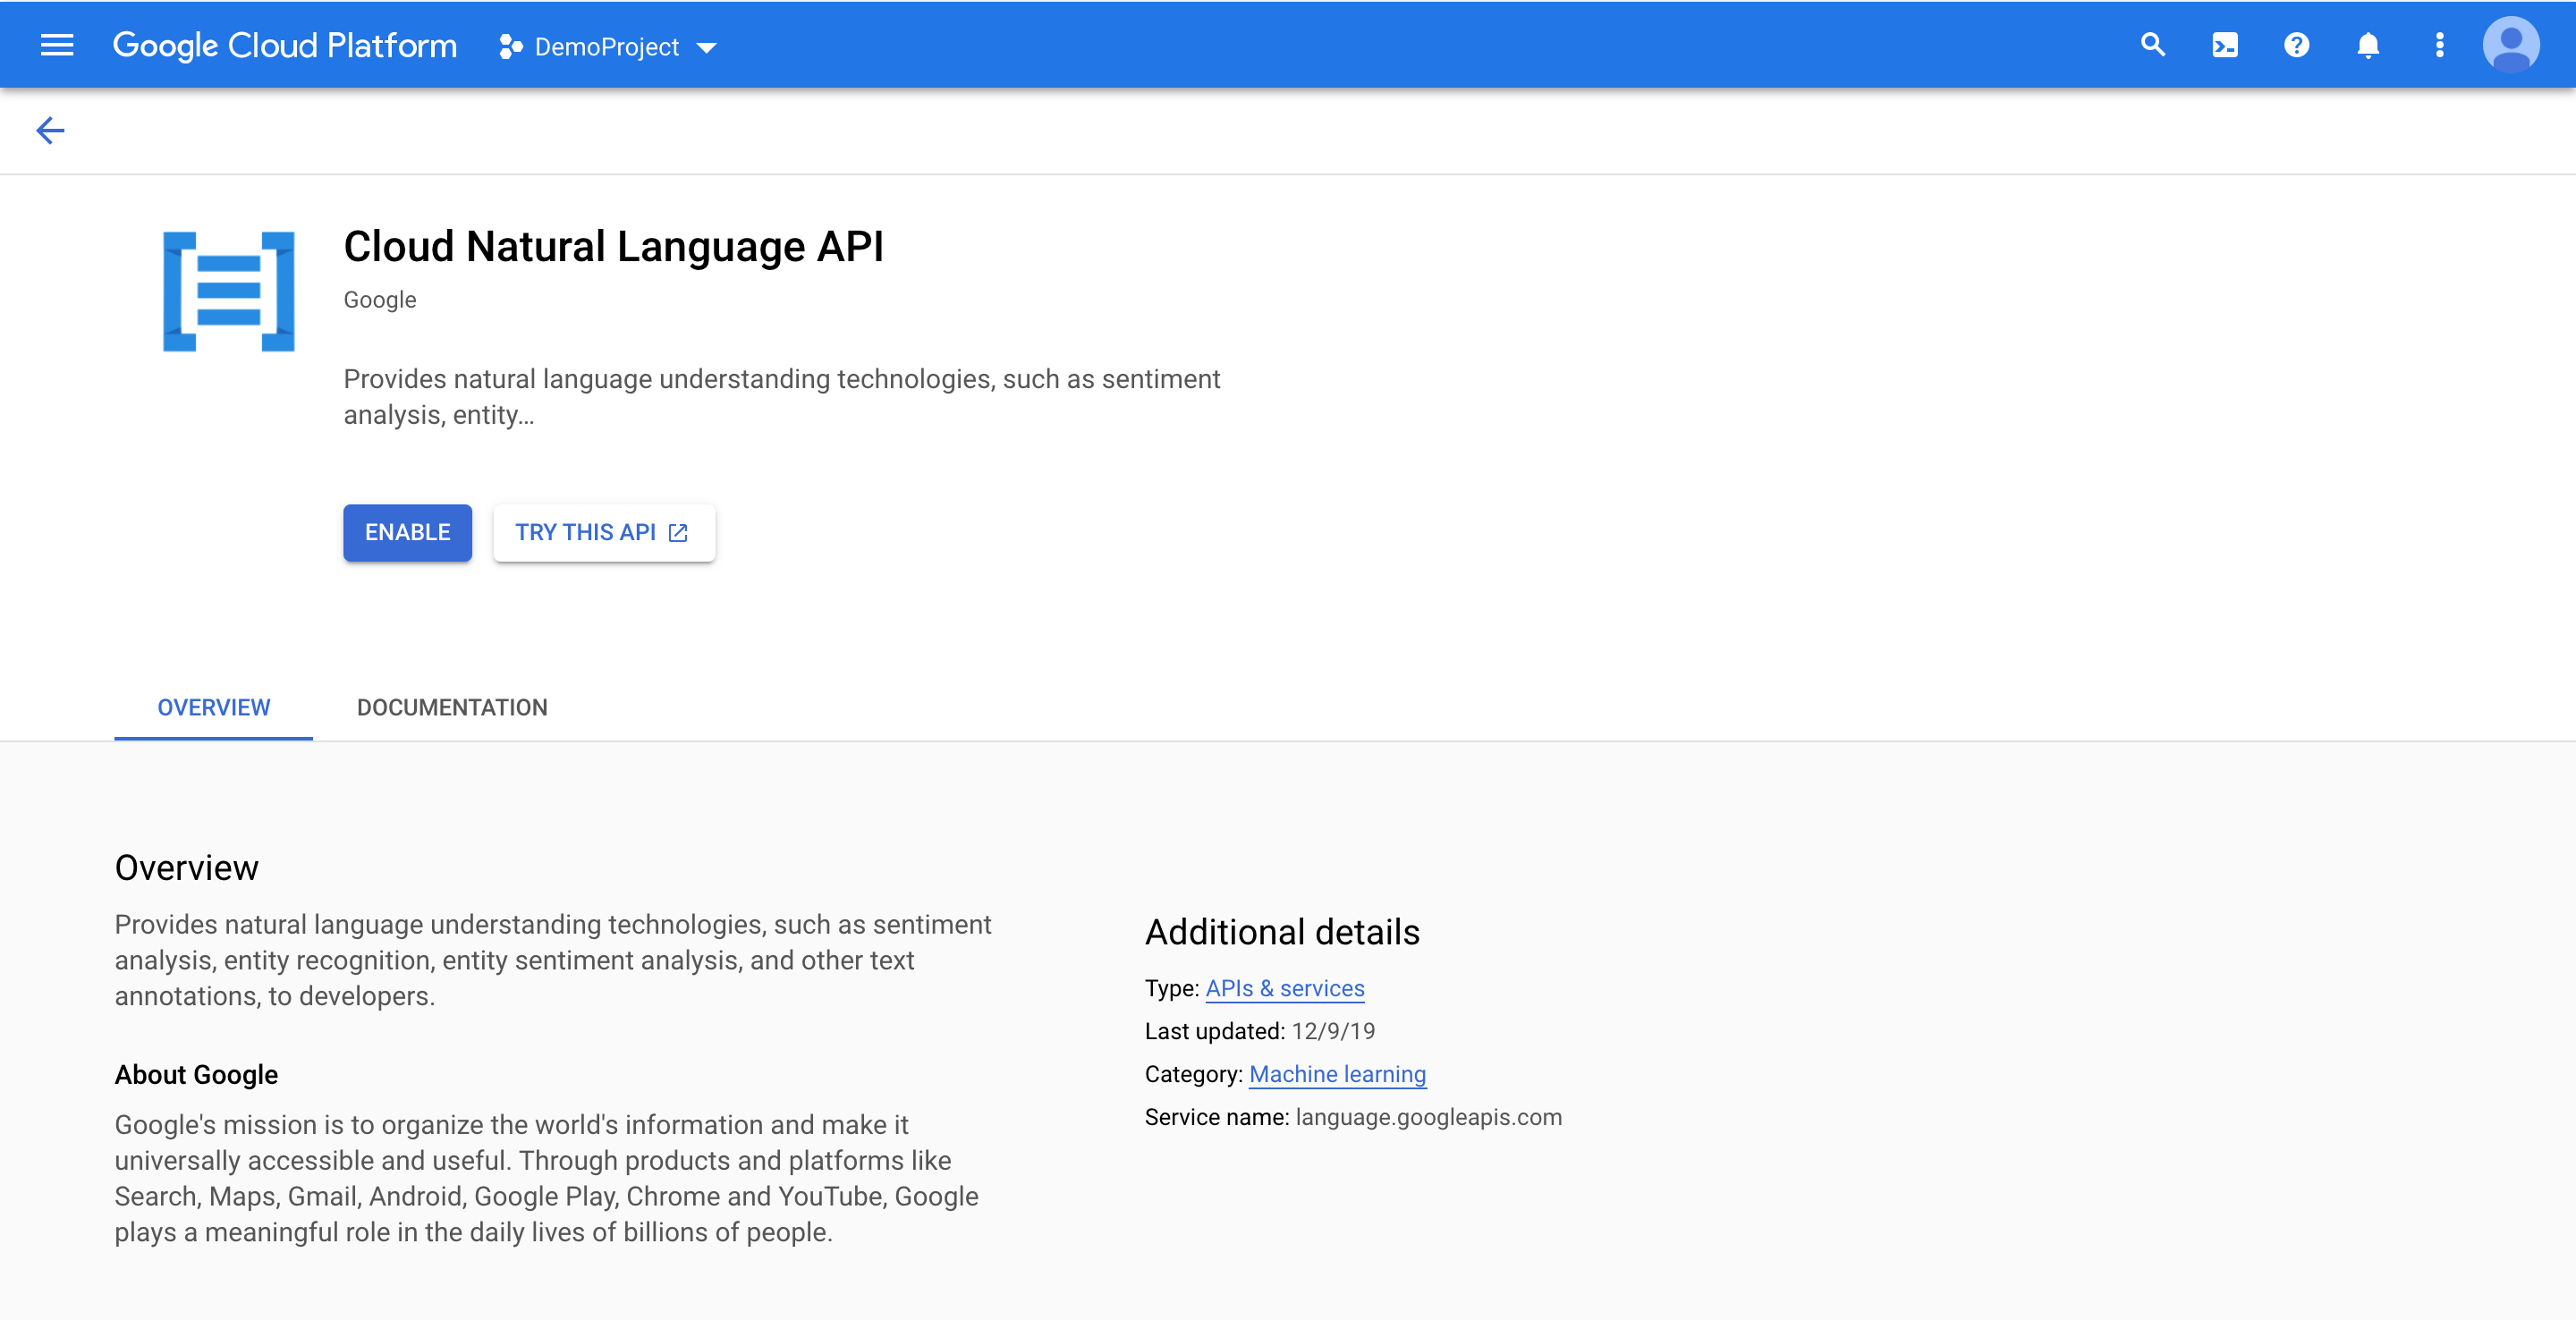 Google Cloud Platform DemoProject
Cloud Natural Language API
Google
Provides natural language understanding technologies, such as sentiment
analysis, entity...
ENABLE TRY THIS API
OVERVIEW DOCUMENTATION
Overview
Provides natural language understanding technologies, such as sentiment
analysis, entity recognition, entity sentiment analysis, and other text
annotations, to developers.
About Google
Google's mission is to organize the world's information and make it
universally accessible and useful. Through products and platforms like
Search, Maps, Gmail, Android, Google Play, Chrome and YouTube, Google
plays a meaningful role in the daily lives of billions of people.
Additional details
Type: APIs & services
Last updated: 12/9/19
Category: Machine learning
Service name: language.googleapis.com